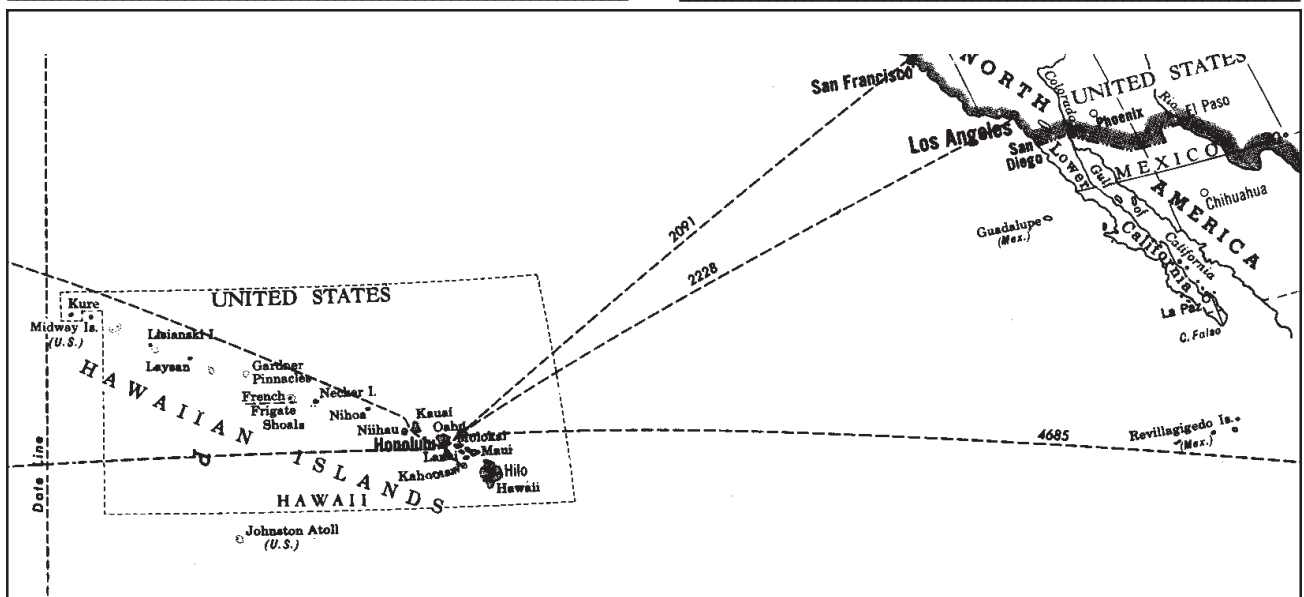 San Francisco
NORTH
AMERICA
Colorado
UNITED STATES
Rio
Phoenix
El Paso
Los Angeles
San
Diego
30°
MEXICO
Lower
California
Gulf
of
California
Chihuahua
Guadalupe
(Mex.)
La Paz
C. Falso
2091
2228
UNITED STATES
Kure
Midway Is.
(U.S.)
Lisianski I.
Laysan
Gardner
Pinnacles
French
Frigate
Shoals
Necker I.
Nihoa
Niihau
Kauai
Oahu
Honolulu
Molokai
Lanai
Maui
Kahoolawe
Hilo
Hawaii
HAWAIIAN
ISLANDS
P
HAWAII
Johnston Atoll
(U.S.)
Date Line
4685
Revillagigedo Is.
(Mex.)